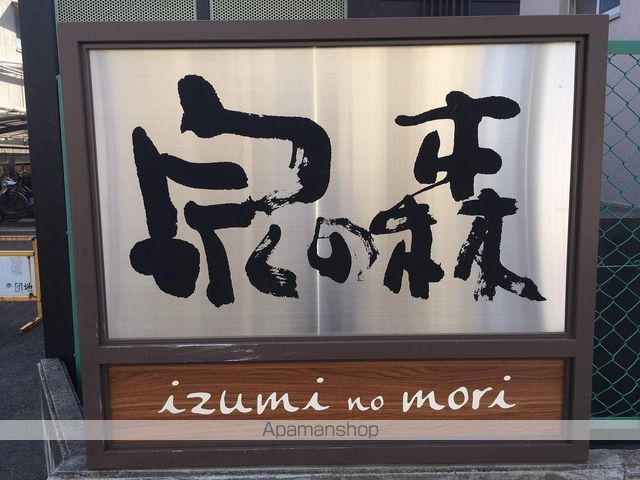 泉の森
izumi no mori
Apamanshop